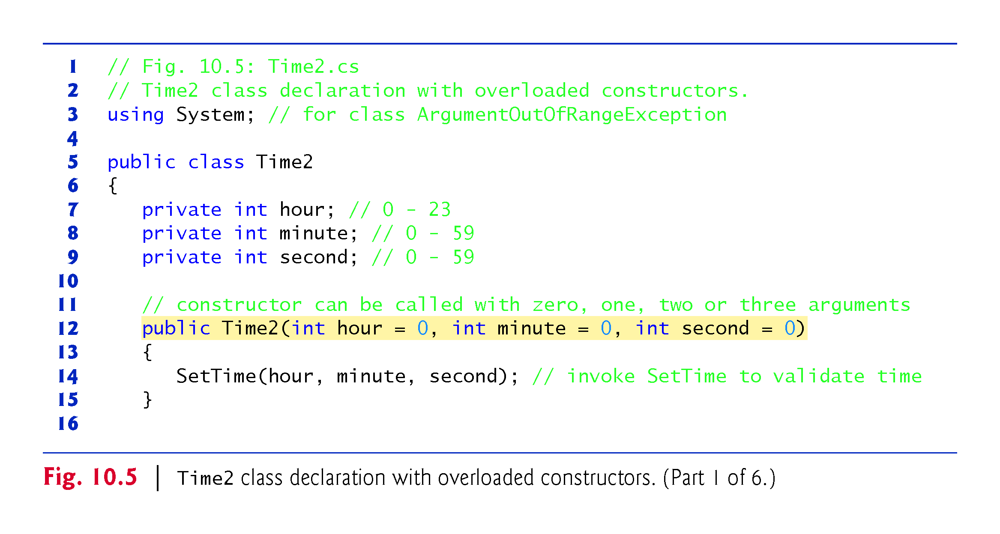 1 // Fig. 10.5: Time2.cs
2 // Time2 class declaration with overloaded constructors.
3 using System; // for class ArgumentOutOfRangeException
4
5 public class Time2
6 {
7    private int hour; // 0 - 23
8    private int minute; // 0 - 59
9    private int second; // 0 - 59
10
11    // constructor can be called with zero, one, two or three arguments
12    public Time2(int hour = 0, int minute = 0, int second = 0)
13    {
14       SetTime(hour, minute, second); // invoke SetTime to validate time
15    }
16
Fig. 10.5 | Time2 class declaration with overloaded constructors. (Part 1 of 6.)